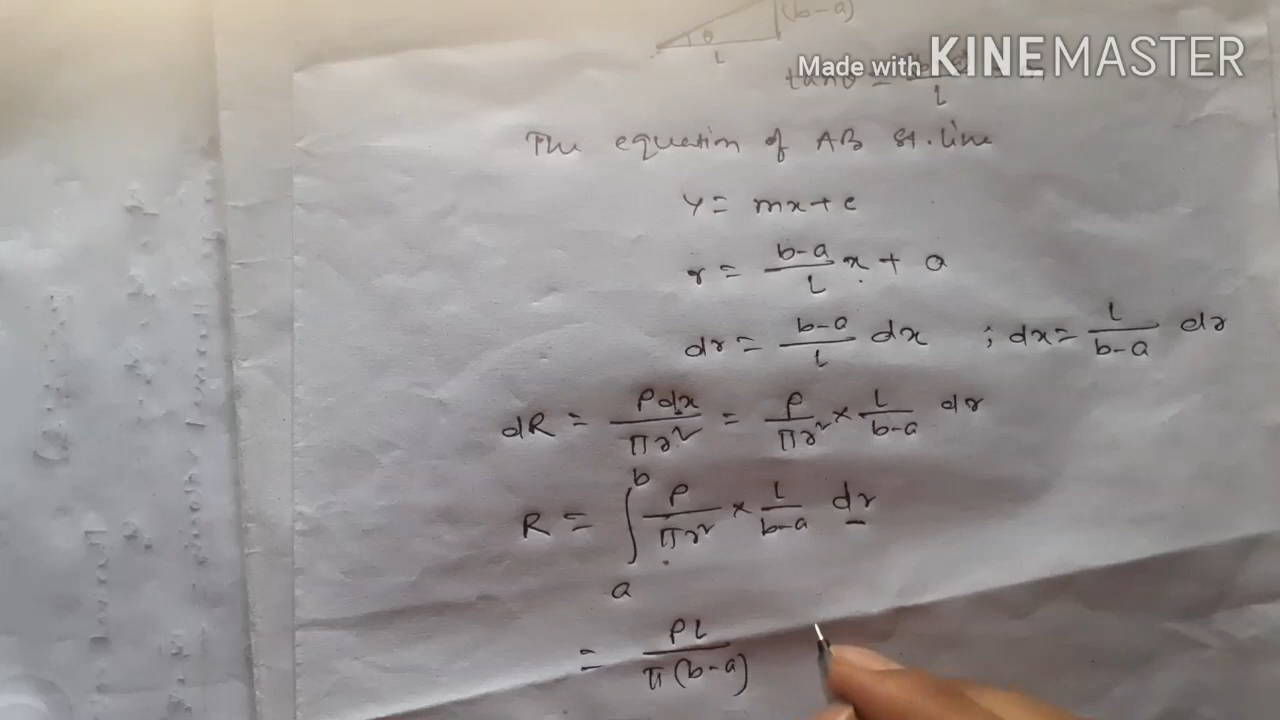 (b-a)
θ
L
Made with KINEMASTER
tanθ =
L
The equation of AB st. line
y = mx + c
r = b-a/L x + a
dr = b-a/L dx ; dx = L/b-a dr
dR = ρdx/πr² = ρ/πr² × L/b-a dr
R = ∫ₐᵇ ρ/πr² × L/b-a dr
= ρL/π(b-a)